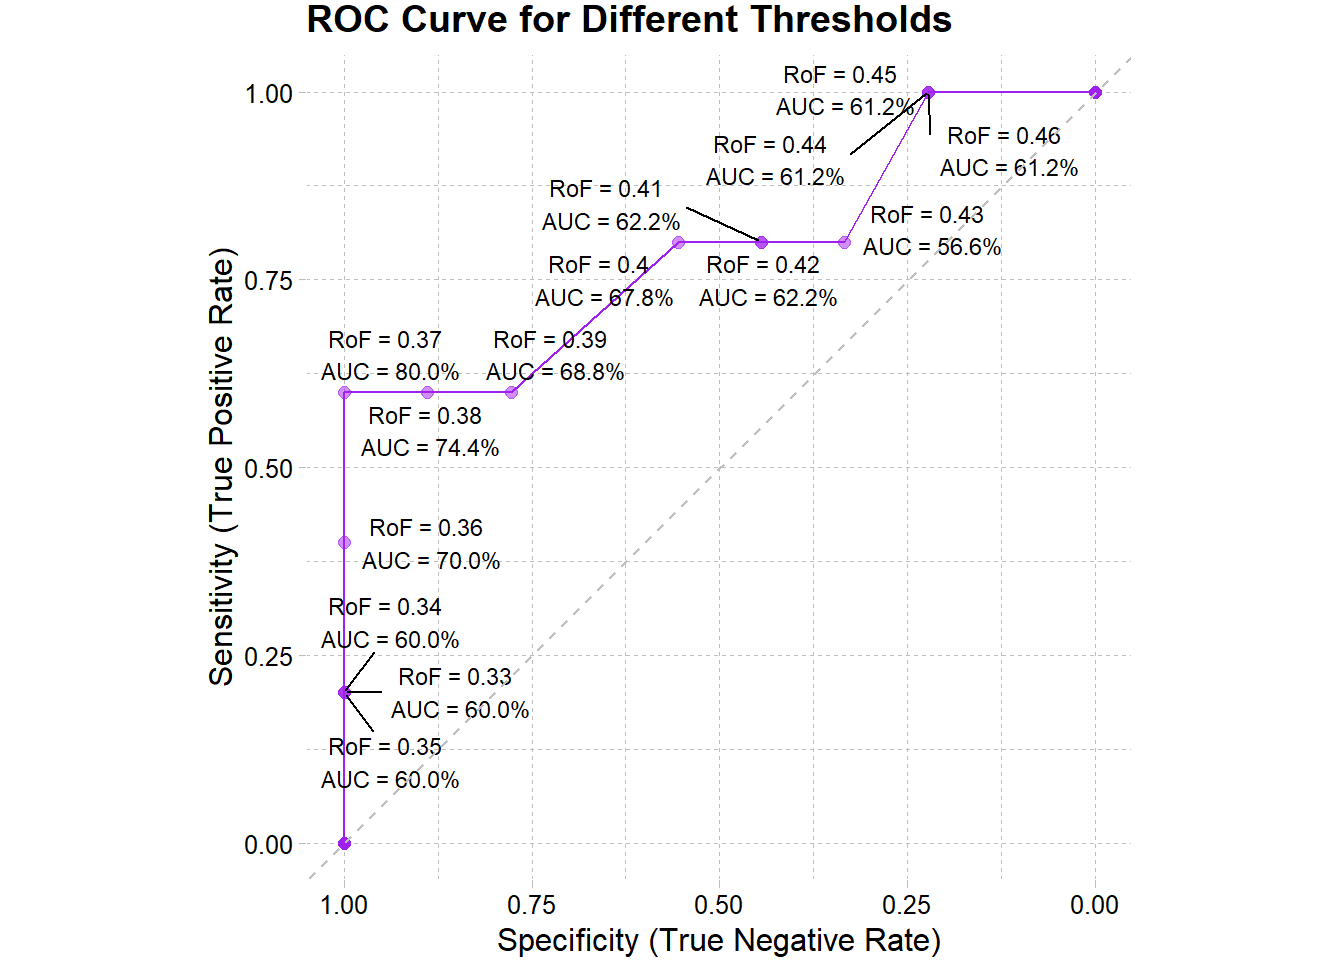 ROC Curve for Different Thresholds
RoF = 0.45
AUC = 61.2%
1.00
RoF = 0.46
AUC = 61.2%
RoF = 0.44
AUC = 61.2%
RoF = 0.41
AUC = 62.2%
RoF = 0.43
AUC = 56.6%
RoF = 0.4
AUC = 67.8%
RoF = 0.42
AUC = 62.2%
0.75
RoF = 0.37
AUC = 80.0%
RoF = 0.39
AUC = 68.8%
RoF = 0.38
AUC = 74.4%
0.50
RoF = 0.36
AUC = 70.0%
RoF = 0.34
AUC = 60.0%
0.25
RoF = 0.33
AUC = 60.0%
RoF = 0.35
AUC = 60.0%
0.00
Sensitivity (True Positive Rate)
1.00 0.75 0.50 0.25 0.00
Specificity (True Negative Rate)